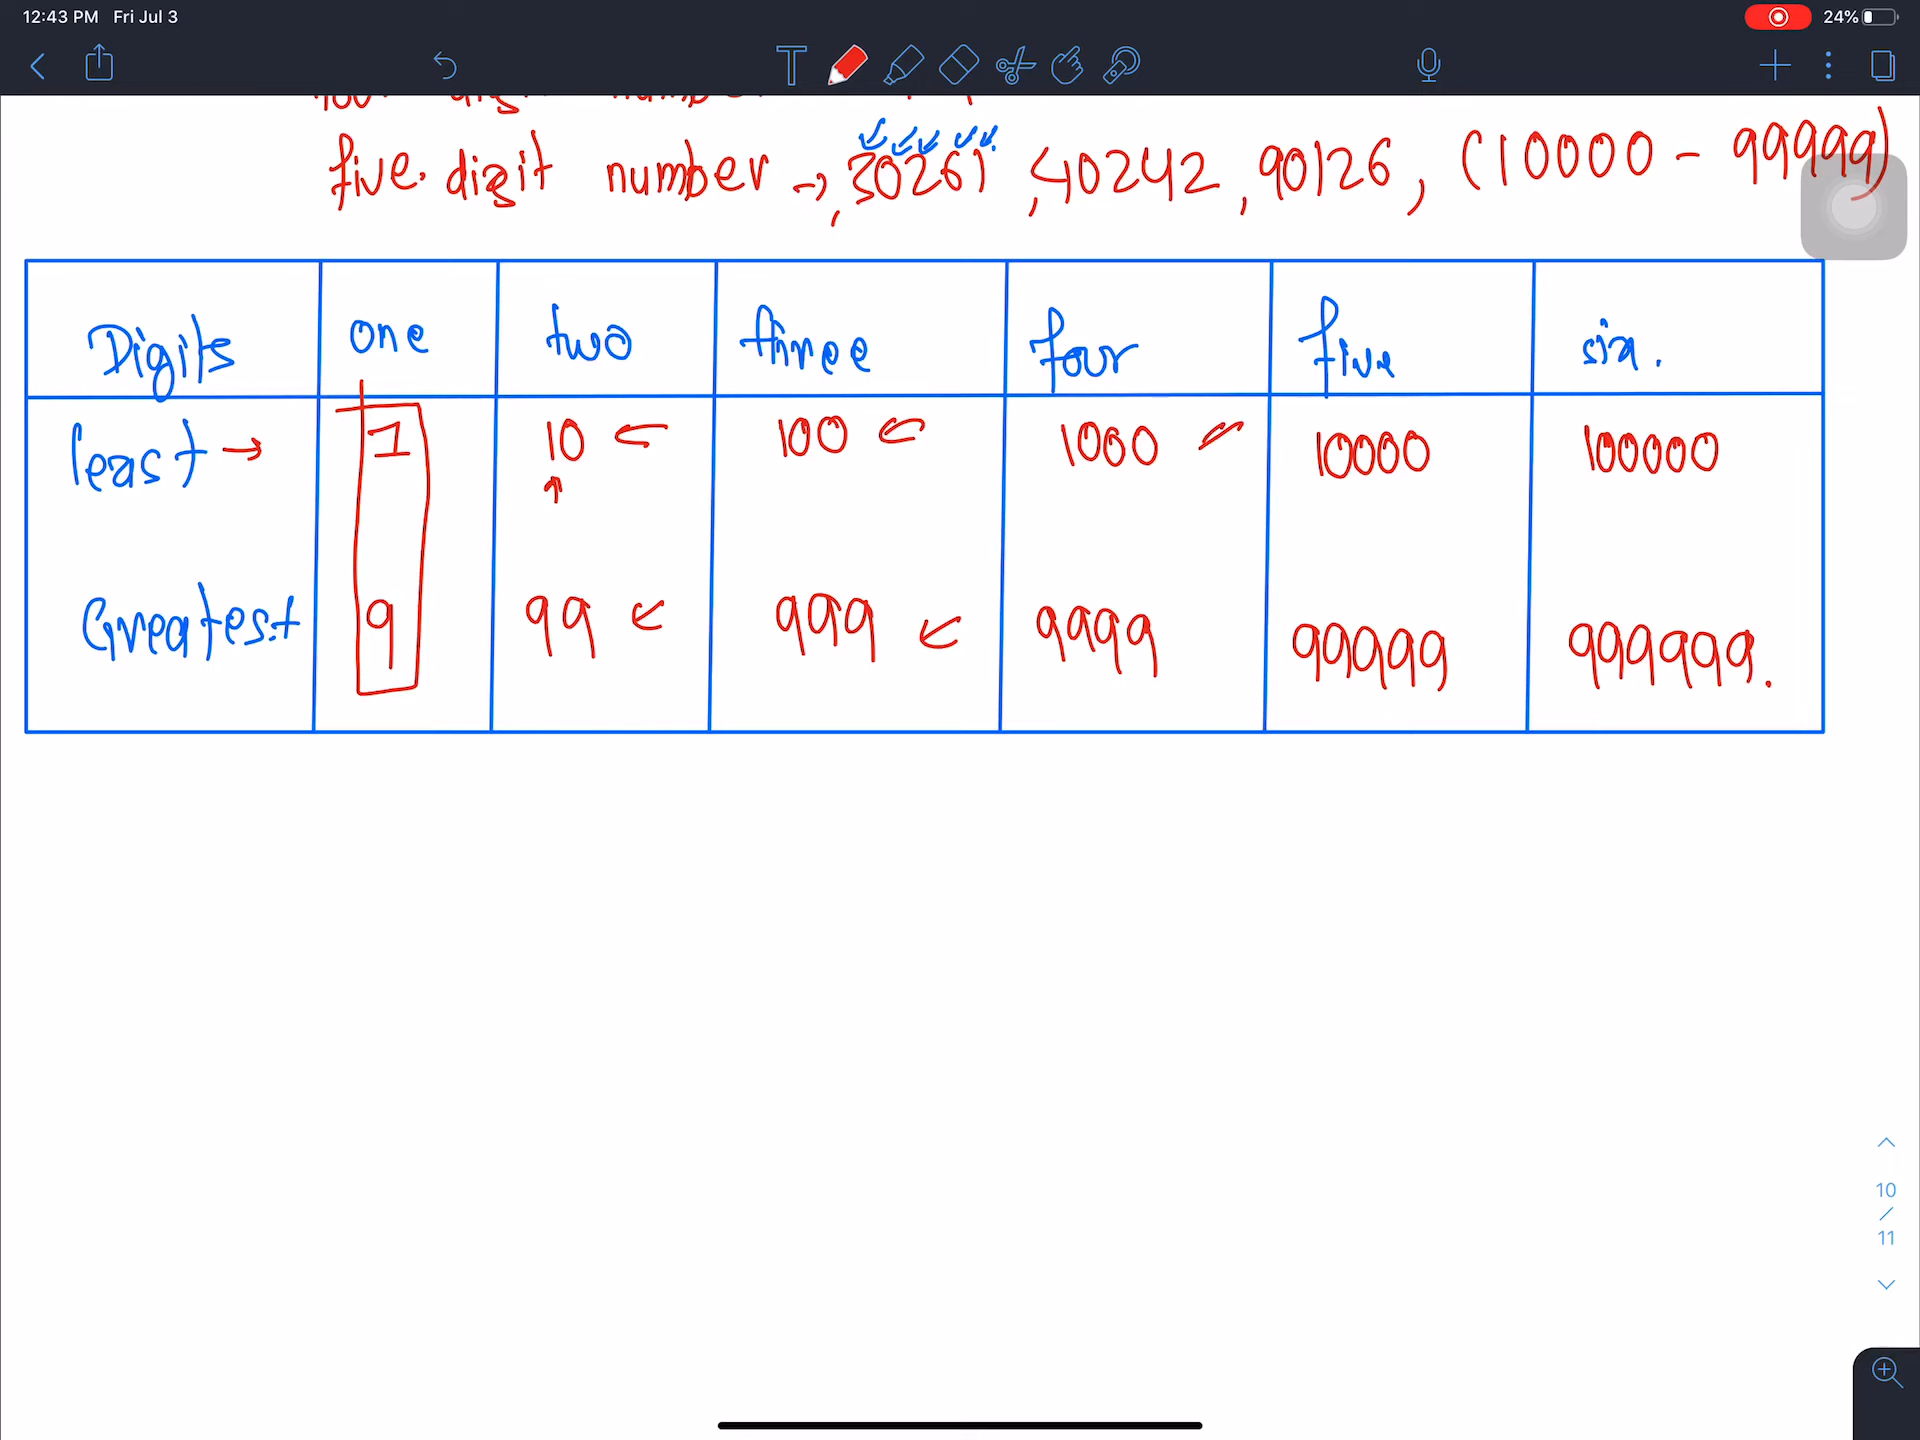 12:43 PM Fri Jul 3 24%
digit number
five digit number → 30261, 40242, 90126, (10000 - 99999)
Digits one two three four five six.
least → 1 10 100 1000 10000 100000
Greatest 9 99 999 9999 99999 999999.
10
/
11